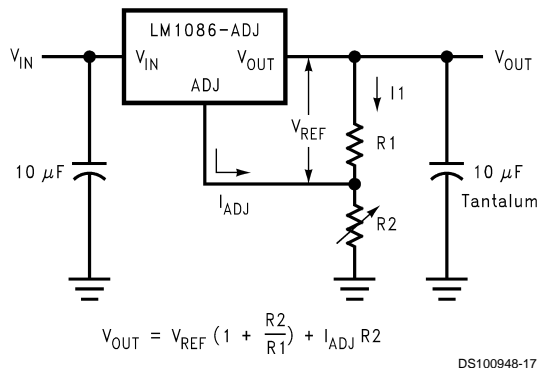 LM1086-ADJ
V_IN
V_IN
V_OUT
V_OUT
ADJ
I1
V_REF
R1
10 μF
10 μF
Tantalum
I_ADJ
R2
V_OUT = V_REF (1 + R2/R1) + I_ADJ R2
DS100948-17